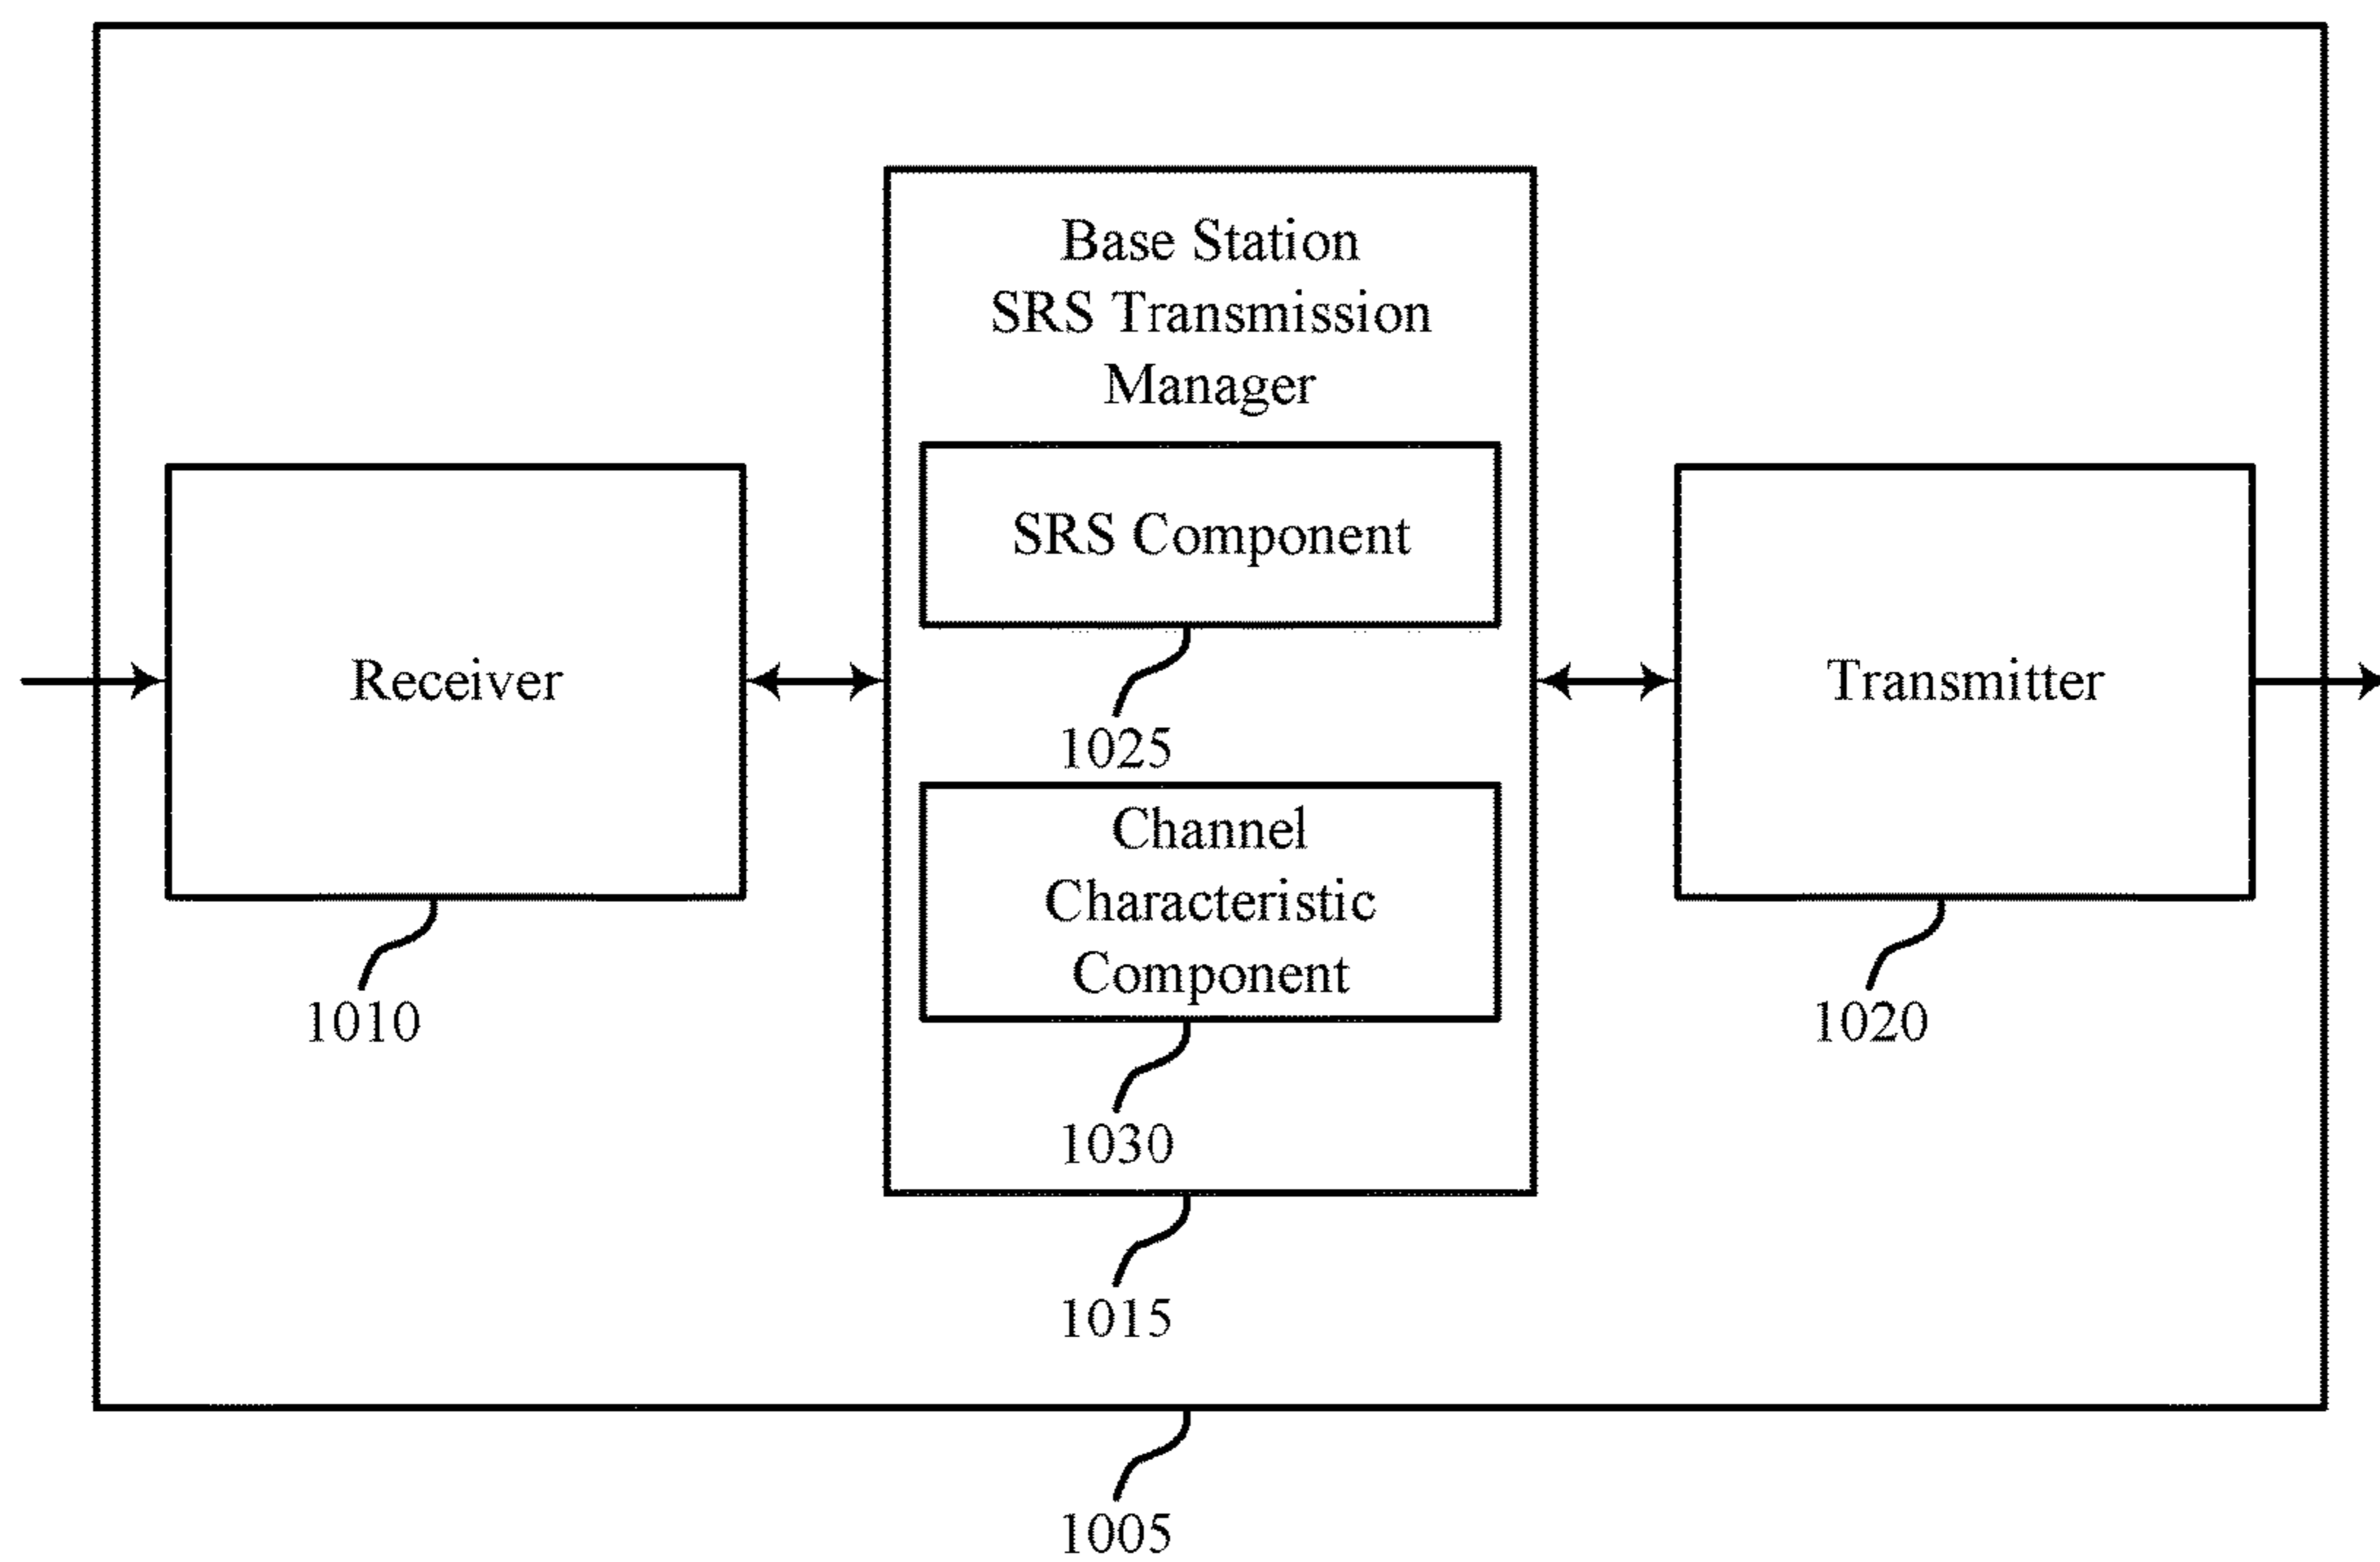 Base Station
SRS Transmission
Manager
SRS Component
Receiver
Transmitter
1025
Channel
Characteristic
Component
1010
1020
1030
1015
1005